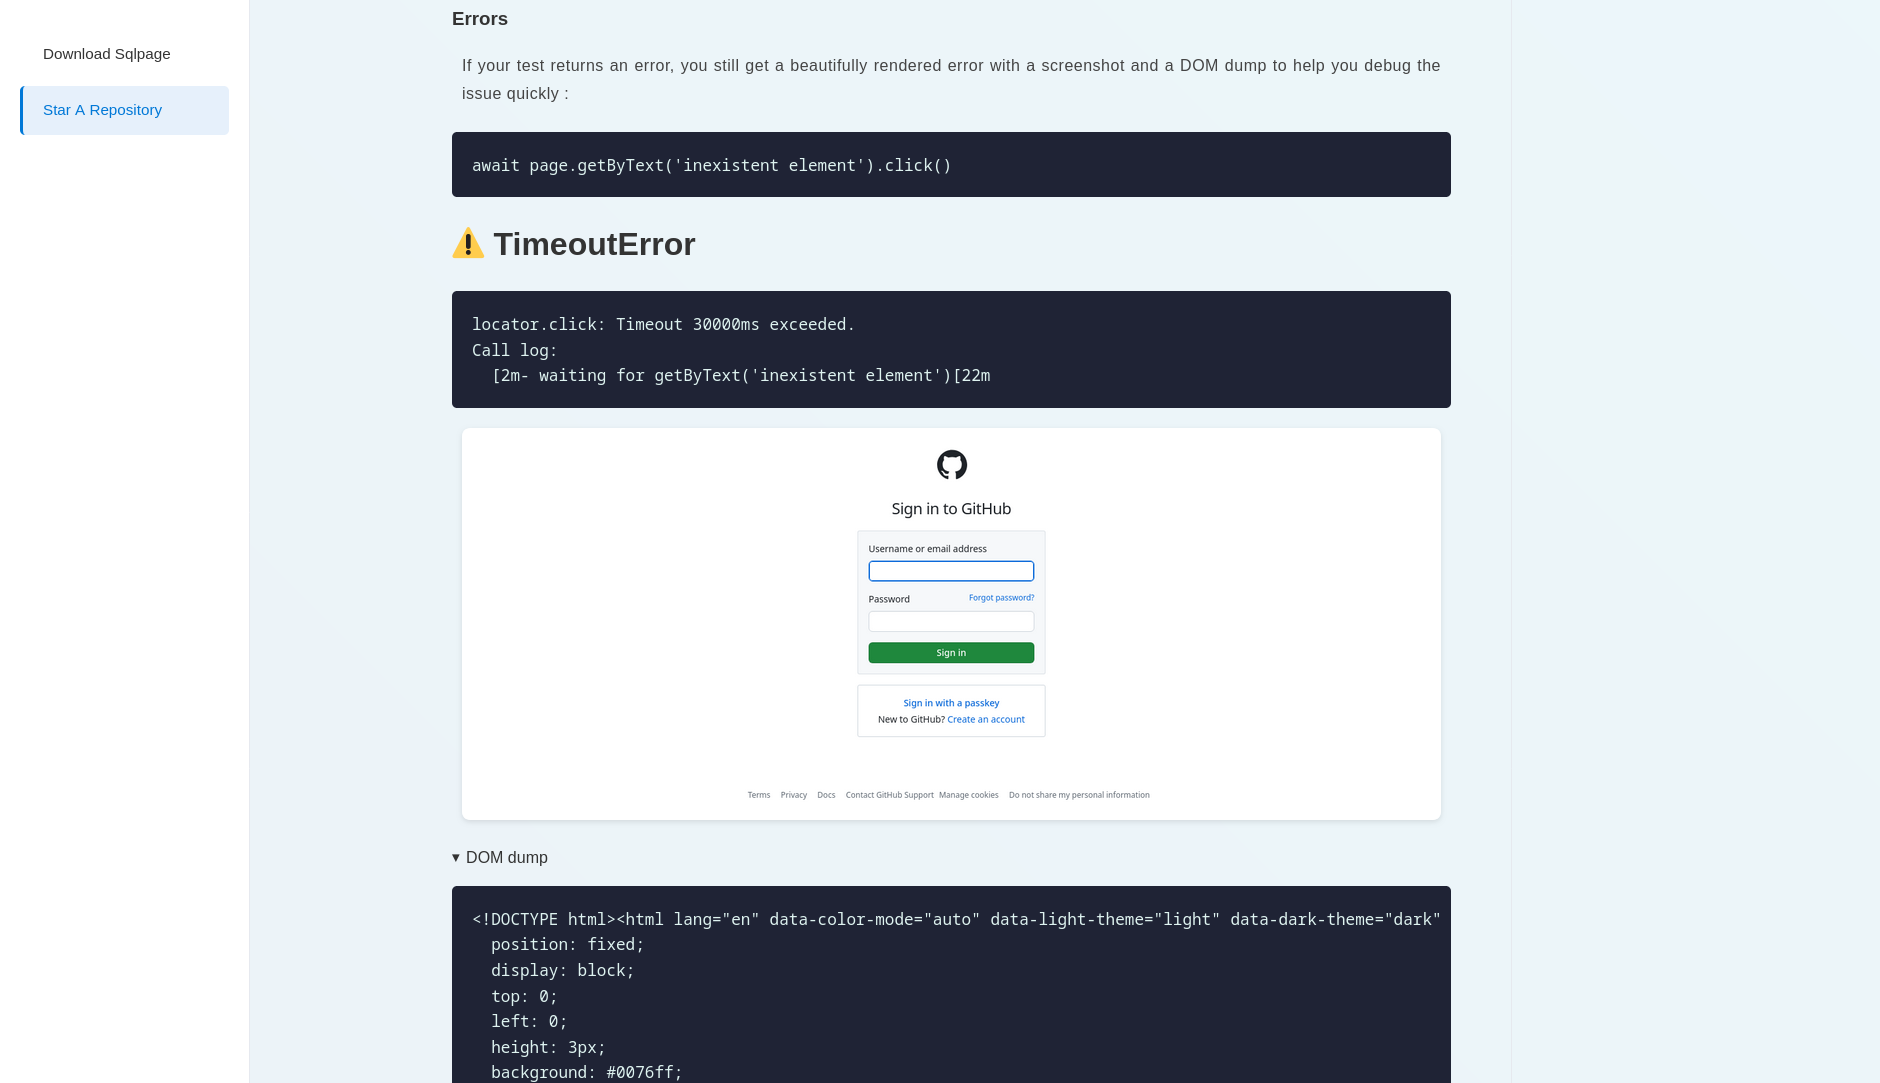 Download Sqlpage
Star A Repository
Errors
If your test returns an error, you still get a beautifully rendered error with a screenshot and a DOM dump to help you debug the
issue quickly :
await page.getByText('inexistent element').click()
⚠️ TimeoutError
locator.click: Timeout 30000ms exceeded.
Call log:
  [2m- waiting for getByText('inexistent element')[22m
Sign in to GitHub
Username or email address
Password Forgot password?
Sign in
Sign in with a passkey
New to GitHub? Create an account
Terms Privacy Docs Contact GitHub Support Manage cookies Do not share my personal information
▼ DOM dump
<!DOCTYPE html><html lang="en" data-color-mode="auto" data-light-theme="light" data-dark-theme="dark"
  position: fixed;
  display: block;
  top: 0;
  left: 0;
  height: 3px;
  background: #0076ff;